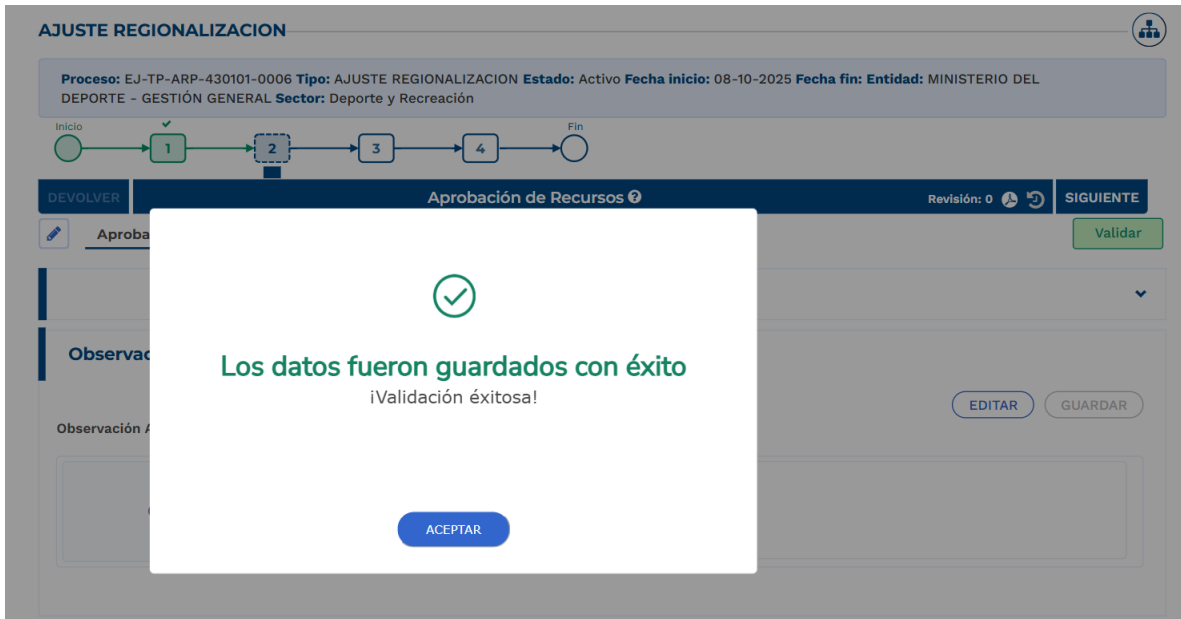 AJUSTE REGIONALIZACION
Proceso: EJ-TP-ARP-430101-0006 Tipo: AJUSTE REGIONALIZACION Estado: Activo Fecha inicio: 08-10-2025 Fecha fin: Entidad: MINISTERIO DEL
DEPORTE - GESTIÓN GENERAL Sector: Deporte y Recreación
Inicio Fin
1 2 3 4
DEVOLVER Aprobación de Recursos Revisión: 0 SIGUIENTE
Aproba Validar
Observac
Los datos fueron guardados con éxito
¡Validación éxitosa!
EDITAR GUARDAR
Observación A
ACEPTAR